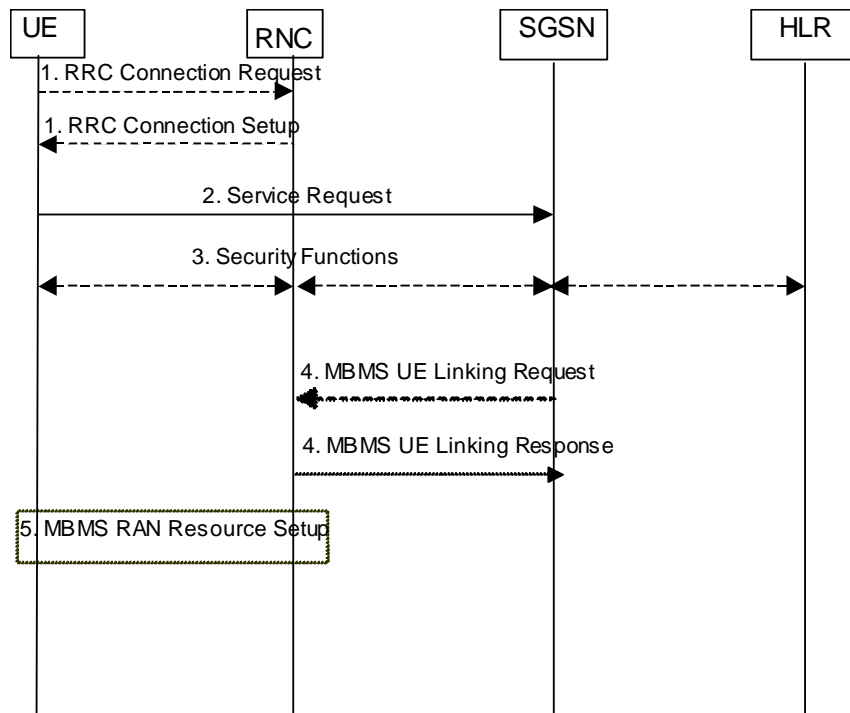 UE
RNC
SGSN
HLR
1. RRC Connection Request
1. RRC Connection Setup
2. Service Request
3. Security Functions
4. MBMS UE Linking Request
4. MBMS UE Linking Response
5. MBMS RAN Resource Setup